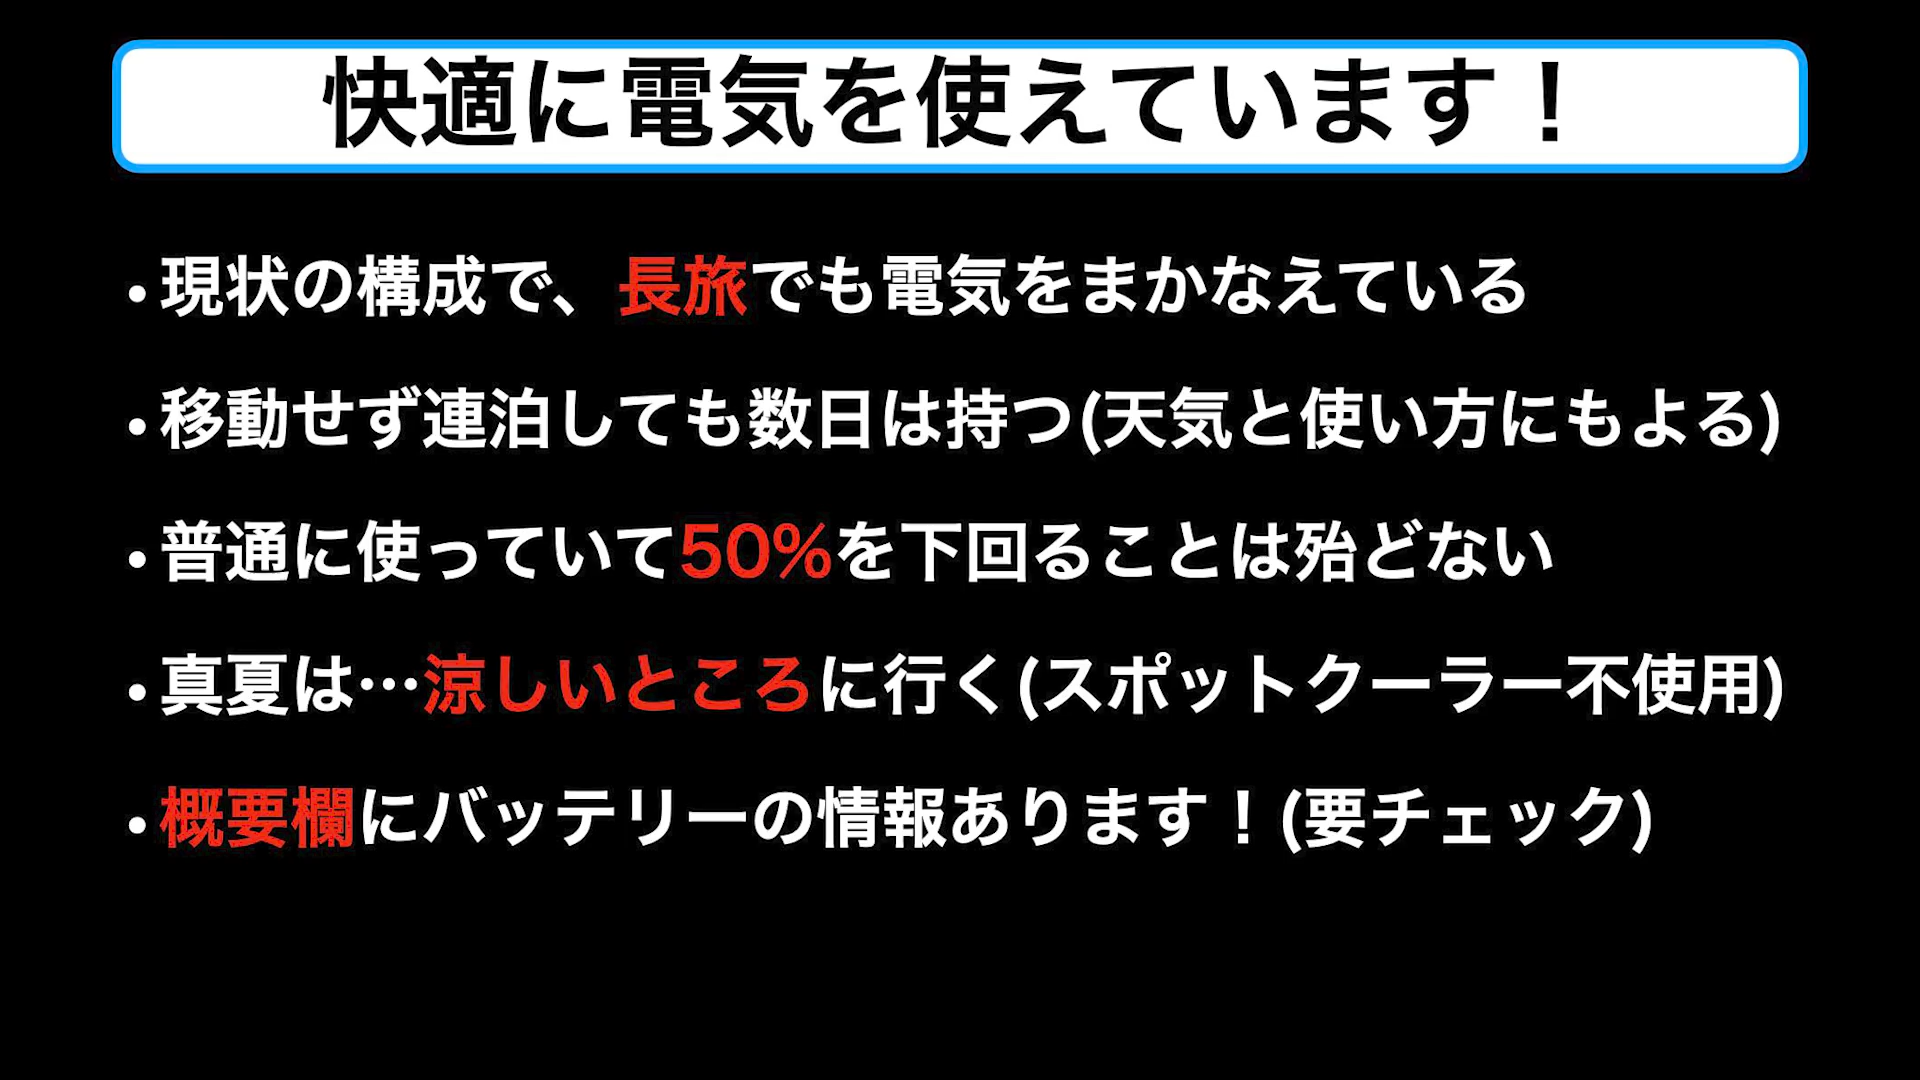 快適に電気を使えています！
•現状の構成で、長旅でも電気をまかなえている
•移動せず連泊しても数日は持つ(天気と使い方にもよる)
•普通に使っていて50%を下回ることは殆どない
•真夏は…涼しいところに行く(スポットクーラー不使用)
•概要欄にバッテリーの情報あります！(要チェック)